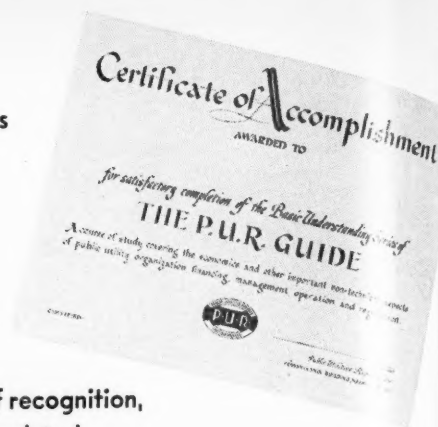 s
Certificate of Accomplishment
AWARDED TO
for satisfactory completion of the Basic Understanding Series of
THE P.U.R. GUIDE
A course of study covering the economics and other important non-technical aspects
of public utility organization financing, management, operation and regulation.
P.U.R
f recognition,